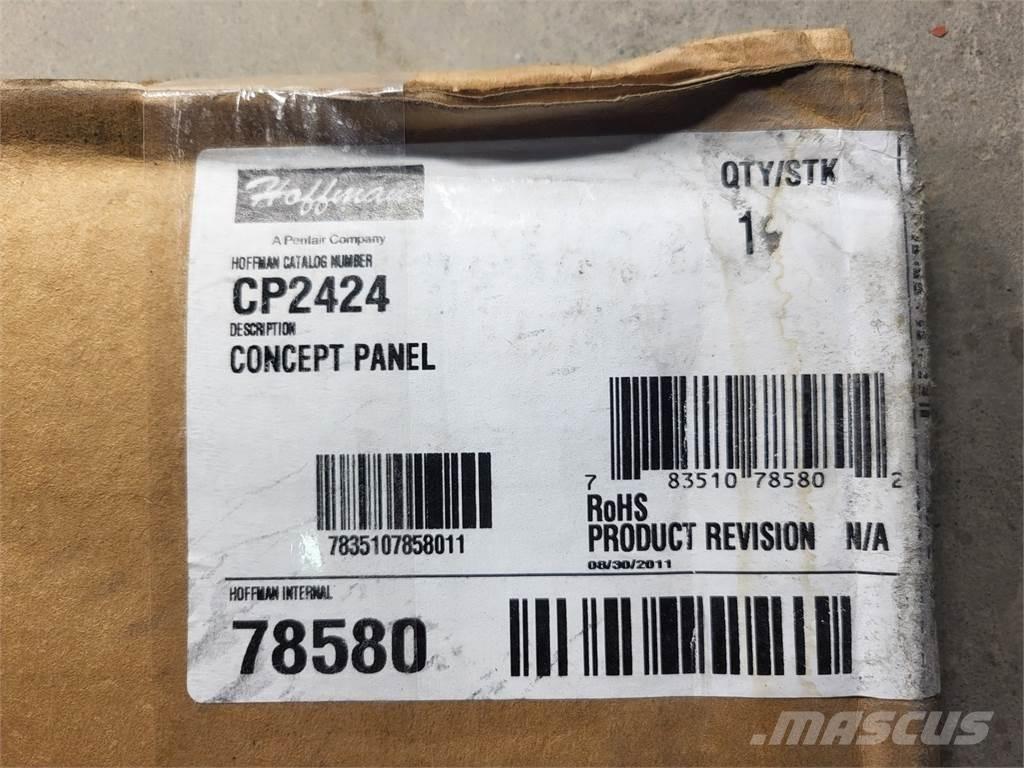 Hoffman
A Pentair Company
QTY/STK
1
HOFFMAN CATALOG NUMBER
CP2424
DESCRIPTION
CONCEPT PANEL
7835107858011
7 83510 78580 2
RoHS
PRODUCT REVISION N/A
08/30/2011
HOFFMAN INTERNAL
78580
MASCUS